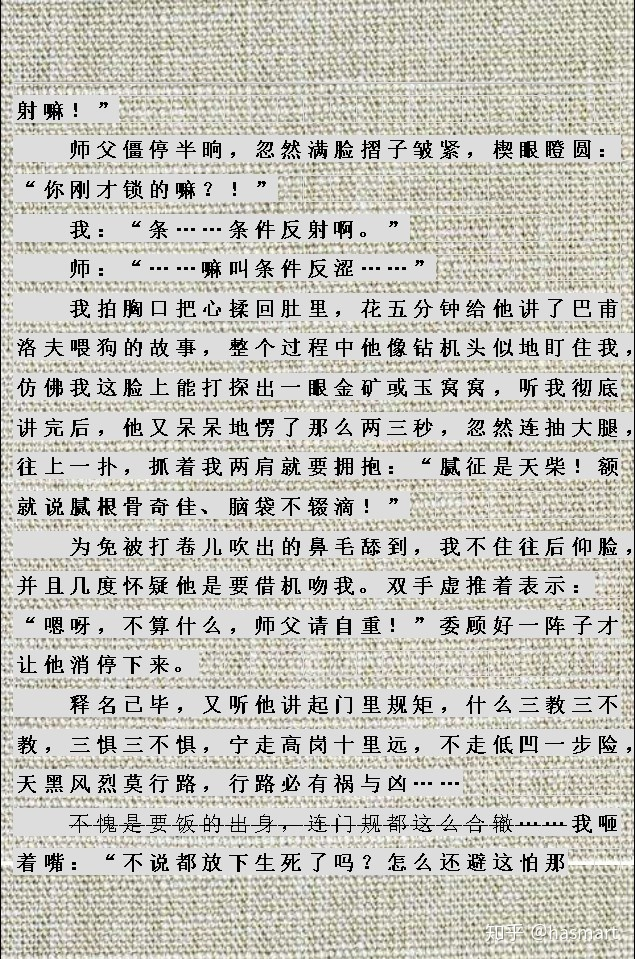 射嘛！”
师父僵停半晌，忽然满脸摺子皱紧，楔眼瞪圆：
“你刚才锁的嘛？！”
我：“条……条件反射啊。”
师：“……嘛叫条件反涩……”
我拍胸口把心揉回肚里，花五分钟给他讲了巴甫
洛夫喂狗的故事，整个过程中他像钻机头似地盯住我，
仿佛我这脸上能打探出一眼金矿或玉窝窝，听我彻底
讲完后，他又呆呆地愣了那么两三秒，忽然连抽大腿，
往上一扑，抓着我两肩就要拥抱：“腻征是天柴！额
就说腻根骨奇佳、脑袋不辍滴！”
为免被打卷儿吹出的鼻毛舔到，我不住往后仰脸，
并且几度怀疑他是要借机吻我。双手虚推着表示：
“嗯呀，不算什么，师父请自重！”委顾好一阵子才
让他消停下来。
释名已毕，又听他讲起门里规矩，什么三教三不
教，三惧三不惧，宁走高岗十里远，不走低凹一步险，
天黑风烈莫行路，行路必有祸与凶……
不愧是要饭的出身，连门规都这么合辙……我咂
着嘴：“不说都放下生死了吗？怎么还避这怕那
知乎 @hasmart